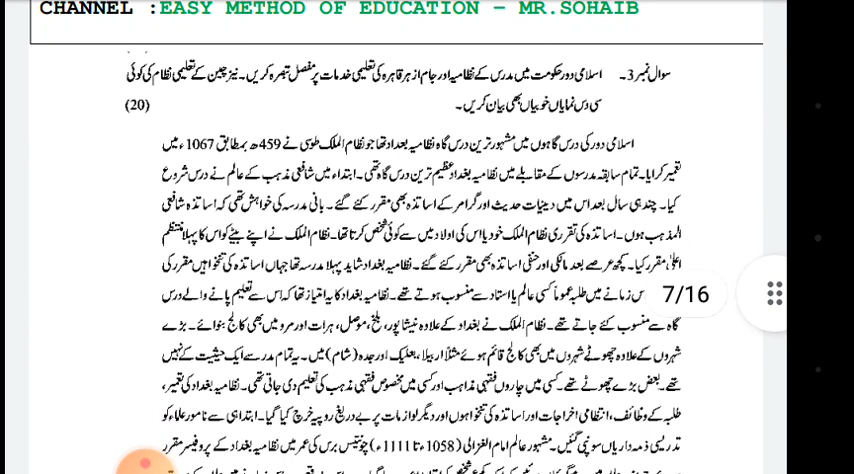 CHANNEL :EASY METHOD OF EDUCATION – MR.SOHAIB
سوال نمبر 3۔ اسلامی دور حکومت میں مدرس کے نظامیہ اور جام از ہر قاہرہ کی تعلیمی خدمات پر مفصل تبصرہ کریں۔ نیز چین کے تعلیمی نظام کی کوئی
سی دس نمایاں خوبیاں بھی بیان کریں۔ (20)
اسلامی دور کی درس گاہوں میں مشہور ترین درس گاہ نظامیہ بغداد تھا جو نظام الملک طوسی نے 459ھ بمطابق 1067ء میں
تعمیر کرایا۔ تمام سابقہ مدرسوں کے مقابلے میں نظامیہ بغداد عظیم ترین درس گاہ تھی۔ ابتداء میں شافعی مذہب کے عالم نے درس شروع
کیا۔ چند ہی سال بعد اس میں دینیات حدیث اور گرامر کے اساتذہ بھی مقرر کئے گئے۔ بانی مدرسہ کی خواہش تھی کہ اساتذہ شافعی
المذہب ہوں۔ اساتذہ کی تقرری نظام الملک خود یا اس کی اولاد میں سے کوئی شخص کرتا تھا۔ نظام الملک نے اپنے بیٹے کو اس کا پہلا منتظم
اعلیٰ مقرر کیا۔ کچھ عرصے بعد مالکی اور حنفی اساتذہ بھی مقرر کئے گئے۔ نظامیہ بغداد شاید پہلا مدرسہ تھا جہاں اساتذہ کی تنخواہیں مقرر کی
اس زمانے میں طلبہ عموماً کسی عالم یا استاد سے منسوب ہوتے تھے۔ نظامیہ بغداد کا یہ امتیاز تھا کہ اس سے تعلیم پانے والے درس
7/16
گاہ سے منسوب کئے جاتے تھے۔ نظام الملک نے بغداد کے علاوہ نیشاپور، بلخ، موصل، ہرات اور مرو میں بھی کالج بنوائے۔ بڑے
شہروں کے علاوہ چھوٹے شہروں میں بھی کالج قائم ہوئے مثلاً اربیلا، بعلبک اور جدہ (شام) میں۔ یہ تمام مدرسے ایک حیثیت کے نہیں
تھے۔ بعض بڑے چھوٹے تھے۔ کسی میں چاروں فقہی مذاہب اور کسی میں مخصوص فقہی مذہب کی تعلیم دی جاتی تھی۔ نظامیہ بغداد کی تعمیر،
طلبہ کے وظائف، انتظامی اخراجات اور اساتذہ کی تنخواہوں اور دیگر لوازمات پر بے دریغ روپیہ خرچ کیا گیا۔ ابتدا ہی سے نامور علماء کو
تدریسی ذمہ داریاں سونپی گئیں۔ مشہور عالم امام الغزالی (1058ء تا 1111ء) چونتیس برس کی عمر میں نظامیہ بغداد کے پروفیسر مقرر